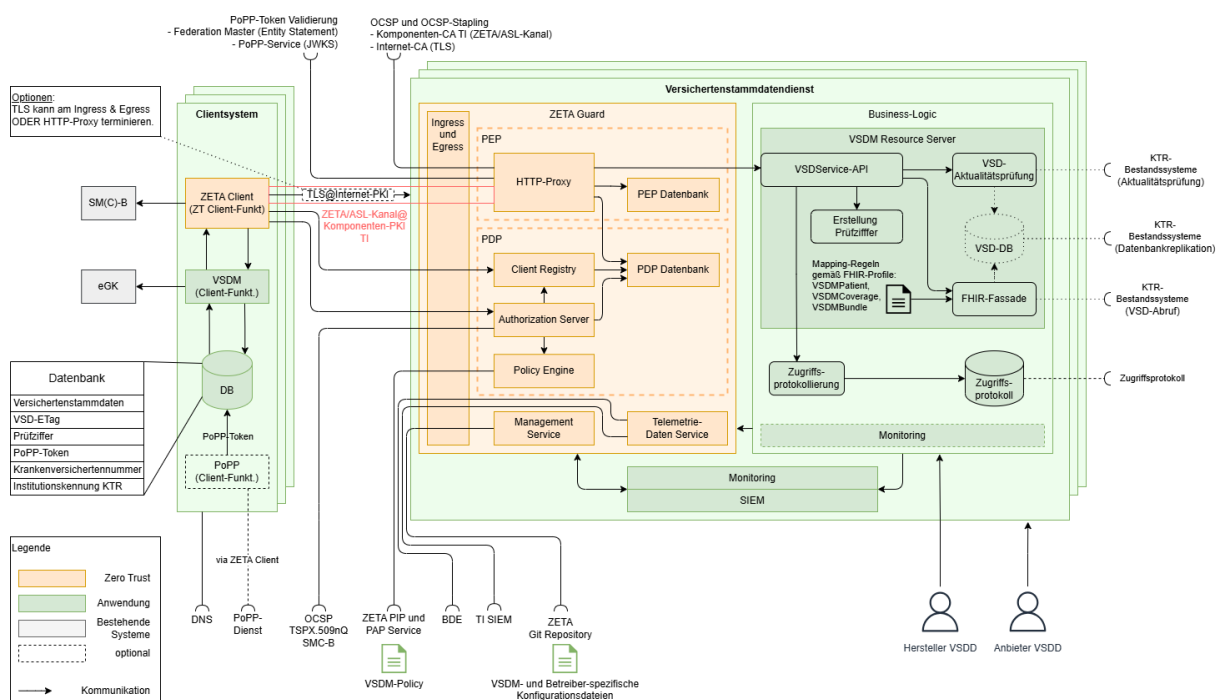 PoPP-Token Validierung
- Federation Master (Entity Statement)
- PoPP-Service (JWKS)
OCSP und OCSP-Stapling
- Komponenten-CA TI (ZETA/ASL-Kanal)
- Internet-CA (TLS)
Optionen:
TLS kann am Ingress & Egress
ODER HTTP-Proxy terminieren.
Clientsystem
SM(C)-B
ZETA Client
(ZT Client-Funkt)
eGK
VSDM
(Client-Funkt.)
DB
PoPP-Token
PoPP
(Client-Funkt.)
Datenbank
Versichertenstammdaten
VSD-ETag
Prüfziffer
PoPP-Token
Krankenversichertennummer
Institutionskennung KTR
TLS@Internet-PKI
ZETA/ASL-Kanal@
Komponenten-PKI
TI
Versichertenstammdatendienst
ZETA Guard
Ingress
und
Egress
PEP
HTTP-Proxy
PEP Datenbank
PDP
Client Registry
PDP Datenbank
Authorization Server
Policy Engine
Management
Service
Telemetrie-
Daten Service
Business-Logic
VSDM Resource Server
VSDService-API
VSD-
Aktualitätsprüfung
Erstellung
Prüfzifffer
VSD-DB
Mapping-Regeln
gemäß FHIR-Profile:
VSDMPatient,
VSDMCoverage,
VSDMBundle
FHIR-Fassade
Zugriffs-
protokollierung
Zugriffs-
protokoll
Monitoring
Monitoring
SIEM
KTR-
Bestandssysteme
(Aktualitätsprüfung)
KTR-
Bestandssysteme
(Datenbankreplikation)
KTR-
Bestandssysteme
(VSD-Abruf)
Zugriffsprotokoll
Legende
Zero Trust
Anwendung
Bestehende
Systeme
optional
Kommunikation
via ZETA Client
DNS
PoPP-
Dienst
OCSP
TSPX.509nQ
SMC-B
ZETA PIP und
PAP Service
VSDM-Policy
BDE
TI SIEM
ZETA
Git Repository
VSDM- und Betreiber-spezifische
Konfigurationsdateien
Hersteller VSDD
Anbieter VSDD